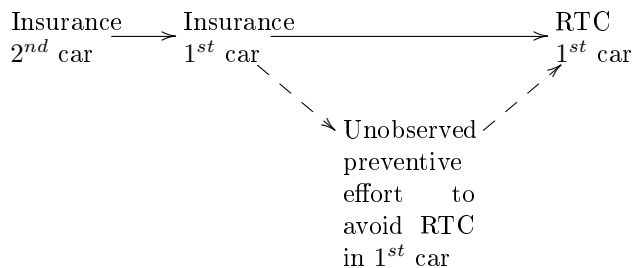 Insurance
2nd car
Insurance
1st car
RTC
1st car
Unobserved
preventive
effort to
avoid RTC
in 1st car